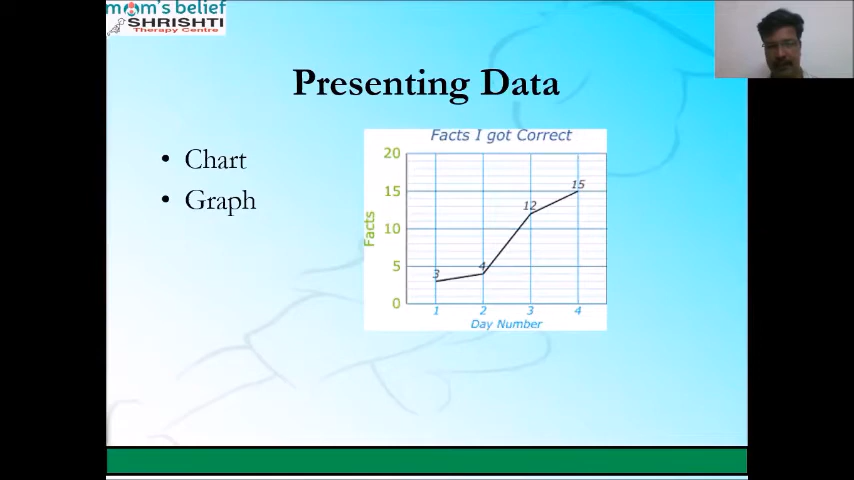 mom's belief
SHRISHTI
Therapy Centre
Presenting Data
• Chart
• Graph
Facts I got Correct
20
15
10
5
0
Facts
3
4
12
15
1 2 3 4
Day Number